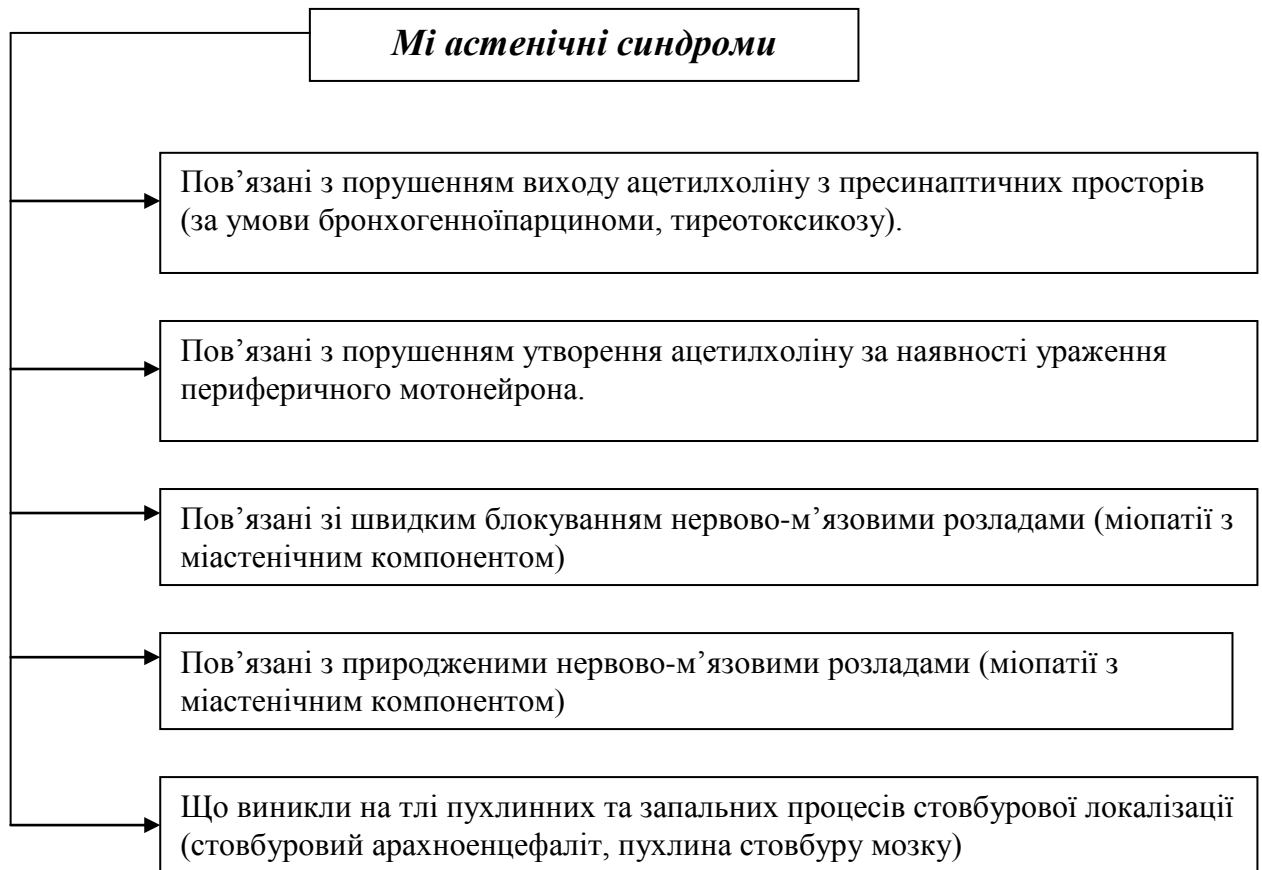 Мі астенічні синдроми
Пов’язані з порушенням виходу ацетилхоліну з пресинаптичних просторів
(за умови бронхогенноїпарциноми, тиреотоксикозу).
Пов’язані з порушенням утворення ацетилхоліну за наявності ураження
периферичного мотонейрона.
Пов’язані зі швидким блокуванням нервово-м’язовими розладами (міопатії з
міастенічним компонентом)
Пов’язані з природженими нервово-м’язовими розладами (міопатії з
міастенічним компонентом)
Що виникли на тлі пухлинних та запальних процесів стовбурової локалізації
(стовбуровий арахноенцефаліт, пухлина стовбуру мозку)